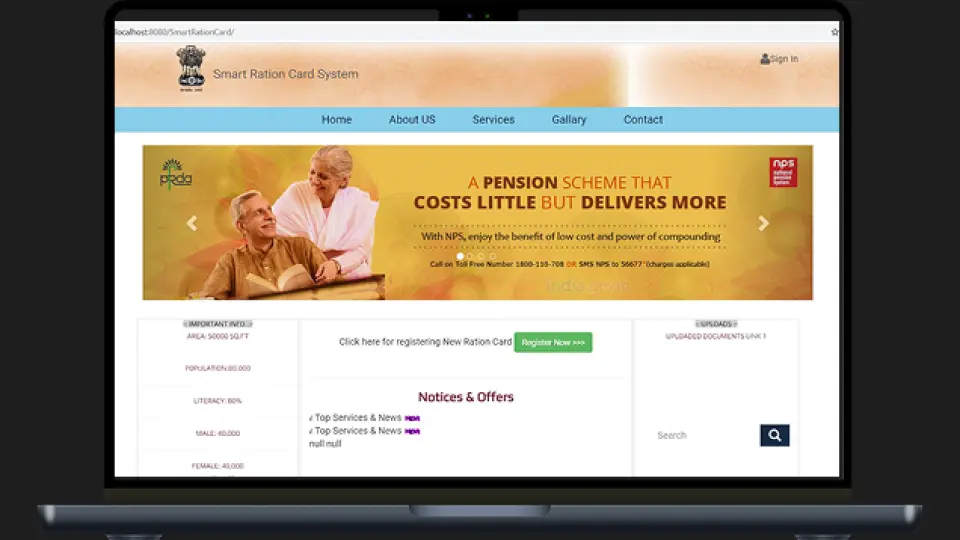 localhost:8080/SmartRationCard/
Smart Ration Card System
Sign In
Home About US Services Gallary Contact
nps
national
pension
system
A PENSION SCHEME THAT
COSTS LITTLE BUT DELIVERS MORE
With NPS, enjoy the benefit of low cost and power of compounding
Call on Toll Free Number 1800-110-708 OR SMS NPS to 56677*(charges applicable)
IMPORTANT INFO...
AREA: 50000 SQ.FT
POPULATION:80,000
LITERACY: 80%
MALE: 40,000
FEMALE: 40,000
Click here for registering New Ration Card Register Now >>>
Notices & Offers
Top Services & News
Top Services & News
null null
UPLOADS
UPLOADED DOCUMENTS LINK 1
Search